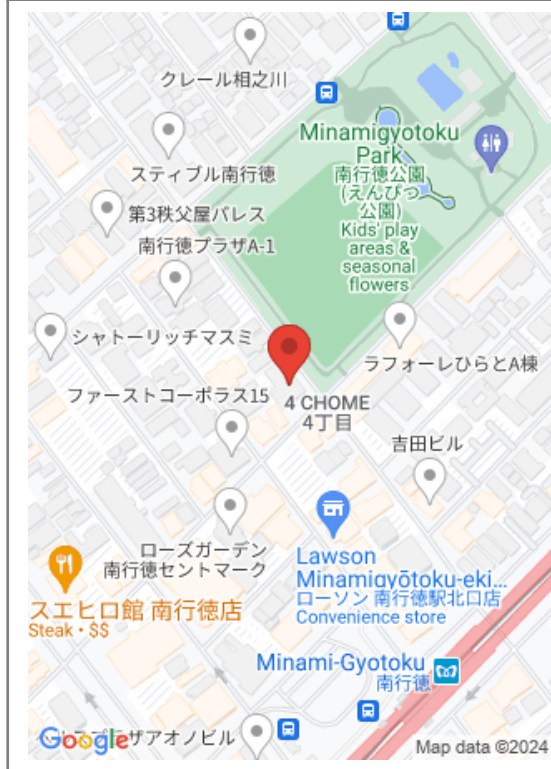 クレール相之川
スティブル南行徳
Minamigyotoku
Park
南行徳公園
(えんぴつ
公園)
Kids' play
areas &
seasonal
flowers
第3秩父屋パレス
南行徳プラザA-1
シャトーリッチマスミ
ラフォーレひらとA棟
ファーストコーポラス15
4 CHOME
4丁目
吉田ビル
ローズガーデン
南行徳セントマーク
Lawson
Minamigyōtoku-eki...
ローソン 南行徳駅北口店
Convenience store
スエヒロ館 南行徳店
Steak・$$
Minami-Gyotoku
南行徳
プラザアオノビル
Google
Map data ©2024